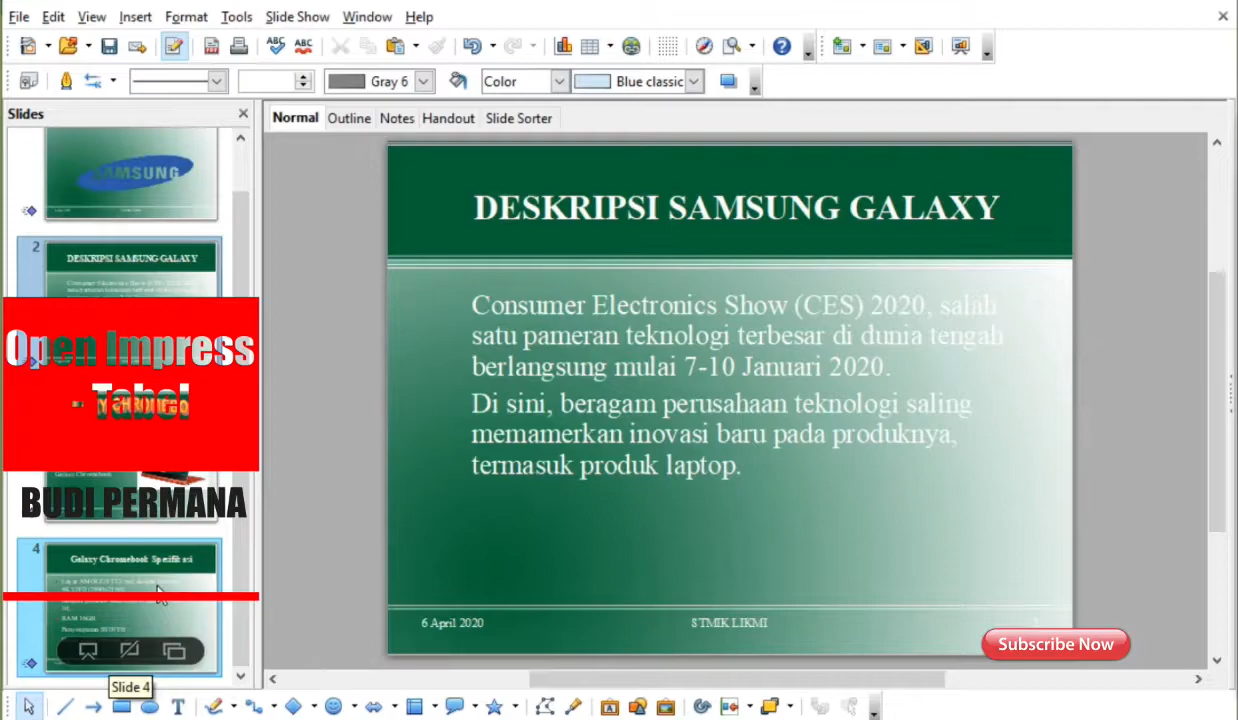 File Edit View Insert Format Tools Slide Show Window Help
Gray 6 Color Blue classic
Slides
Normal Outline Notes Handout Slide Sorter
SAMSUNG
2
DESKRIPSI SAMSUNG GALAXY
Open Impress
- Tabel
BUDI PERMANA
4
Galaxy Chromebook Spesifikasi
RAM 16GB
Slide 4
DESKRIPSI SAMSUNG GALAXY
Consumer Electronics Show (CES) 2020, salah
satu pameran teknologi terbesar di dunia tengah
berlangsung mulai 7-10 Januari 2020.
Di sini, beragam perusahaan teknologi saling
memamerkan inovasi baru pada produknya,
termasuk produk laptop.
6 April 2020 STMIK LIKMI
Subscribe Now